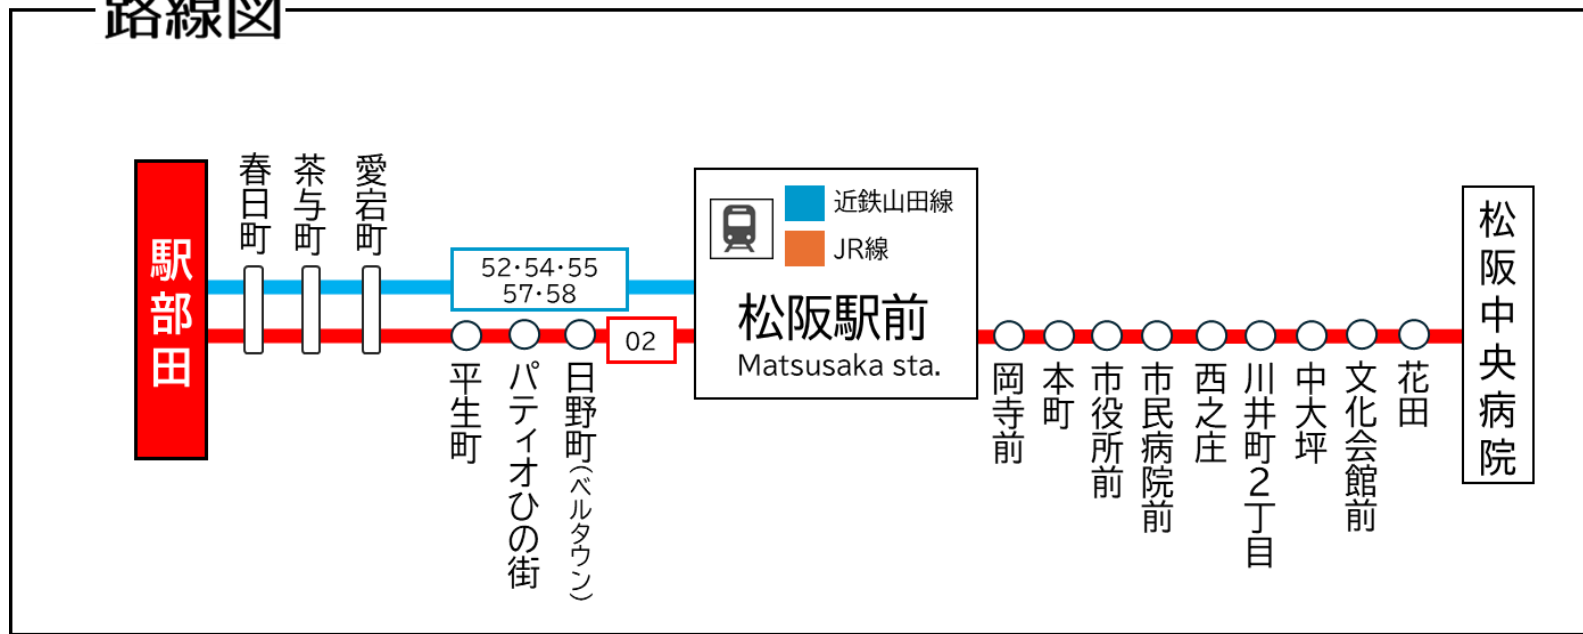 路線図
駅部田
春日町
茶与町
愛宕町
52・54・55
57・58
平生町
パティオひの街
日野町(ベルタウン)
02
近鉄山田線
JR線
松阪駅前
Matsusaka sta.
岡寺前
本町
市役所前
市民病院前
西之庄
川井町2丁目
中大坪
文化会館前
花田
松阪中央病院